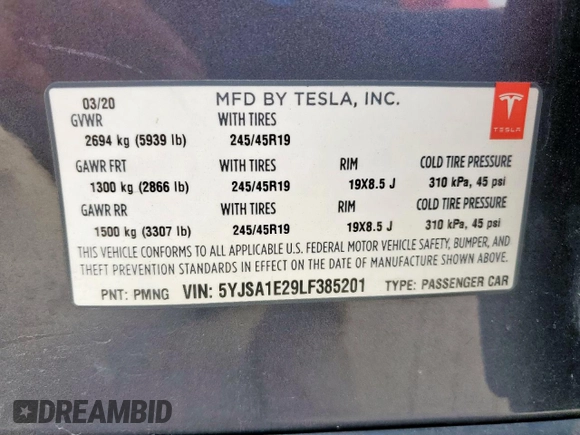 03/20 MFD BY TESLA, INC.
GVWR WITH TIRES
2694 kg (5939 lb) 245/45R19
TESLA
GAWR FRT WITH TIRES RIM COLD TIRE PRESSURE
1300 kg (2866 lb) 245/45R19 19X8.5 J 310 kPa, 45 psi
GAWR RR WITH TIRES RIM COLD TIRE PRESSURE
1500 kg (3307 lb) 245/45R19 19X8.5 J 310 kPa, 45 psi
THIS VEHICLE CONFORMS TO ALL APPLICABLE U.S. FEDERAL MOTOR VEHICLE SAFETY, BUMPER, AND
THEFT PREVENTION STANDARDS IN EFFECT ON THE DATE OF MANUFACTURE SHOWN ABOVE.
PNT: PMNG VIN: 5YJSA1E29LF385201 TYPE: PASSENGER CAR
DREAMBID